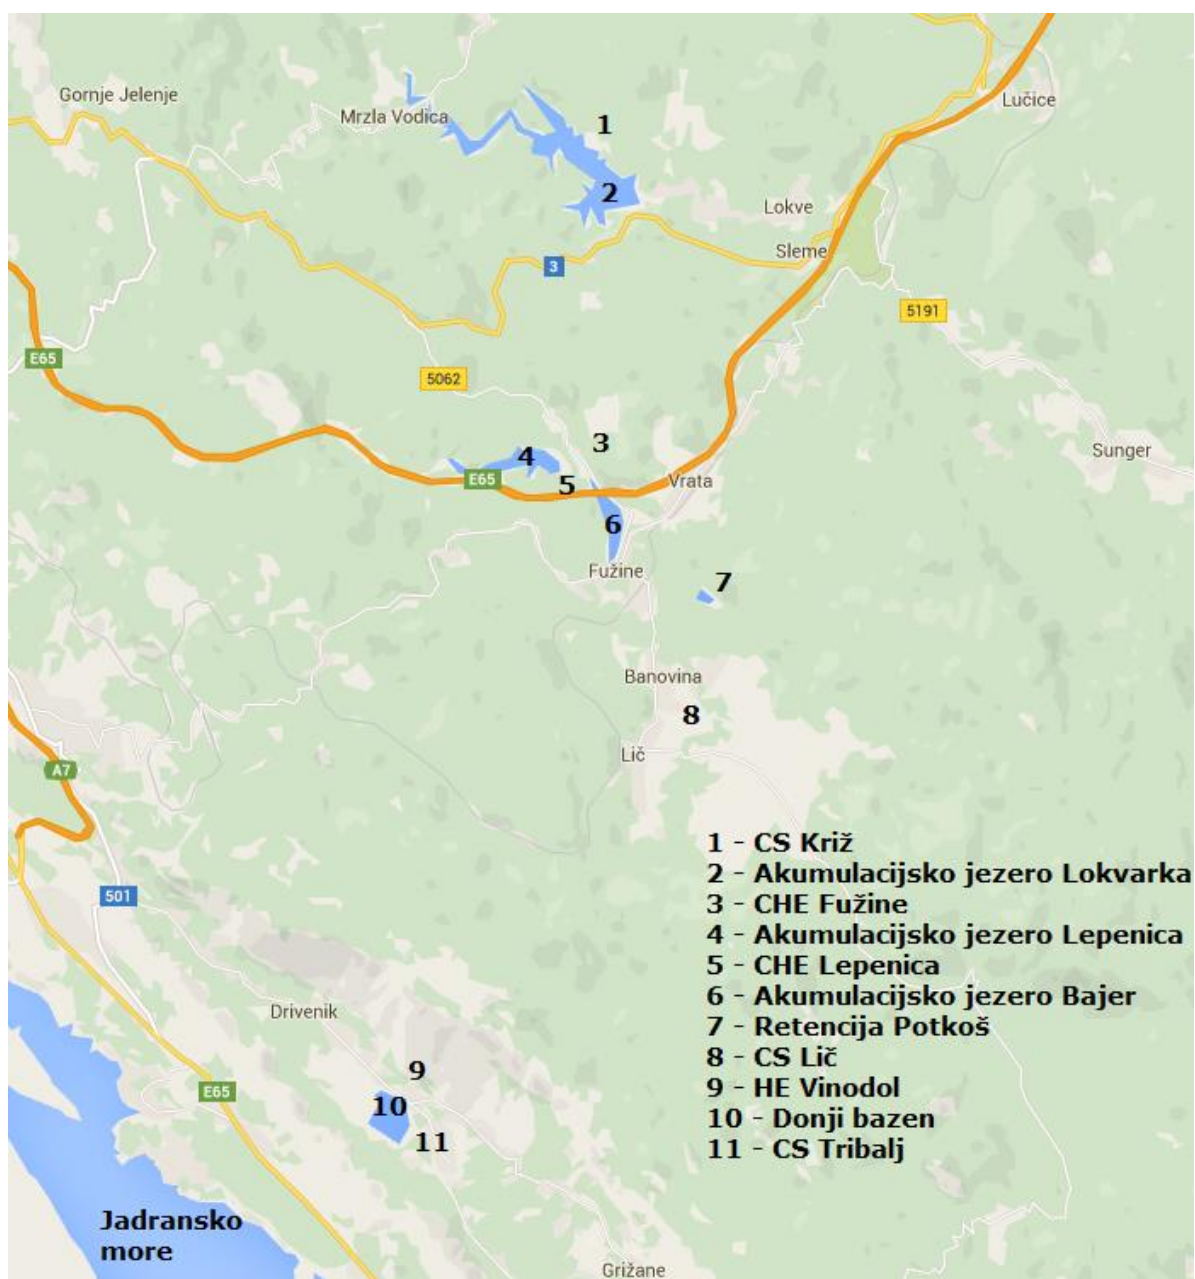 Gornje Jelenje
Mrzla Vodica
Lučice
1
2
Lokve
Sleme
3
5191
E65
5062
3
Sunger
4
E65
5
Vrata
6
Fužine
7
Banovina
8
Lič
A7
1 - CS Križ
2 - Akumulacijsko jezero Lokvarka
3 - CHE Fužine
4 - Akumulacijsko jezero Lepenica
5 - CHE Lepenica
6 - Akumulacijsko jezero Bajer
7 - Retencija Potkoš
8 - CS Lič
9 - HE Vinodol
10 - Donji bazen
11 - CS Tribalj
501
Drivenik
9
E65
10
11
Jadransko
more
Grižane